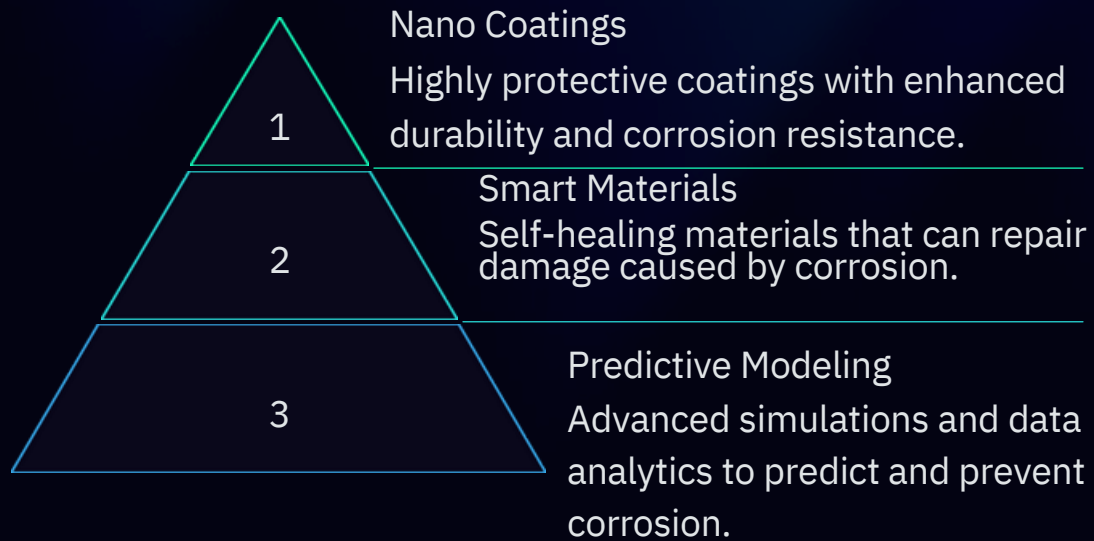 Nano Coatings
Highly protective coatings with enhanced
durability and corrosion resistance.
1
Smart Materials
Self-healing materials that can repair
damage caused by corrosion.
2
Predictive Modeling
Advanced simulations and data
analytics to predict and prevent
corrosion.
3